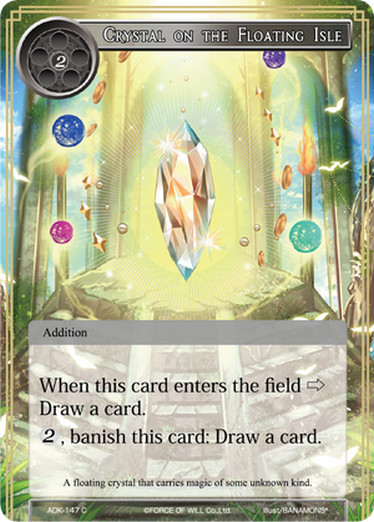 2
CRYSTAL ON THE FLOATING ISLE
Addition
When this card enters the field ⇨
Draw a card.
2 , banish this card: Draw a card.
A floating crystal that carries magic of some unknown kind.
ADK-147 C ©FORCE OF WILL Co.,Ltd. Illust/BANAMONS*